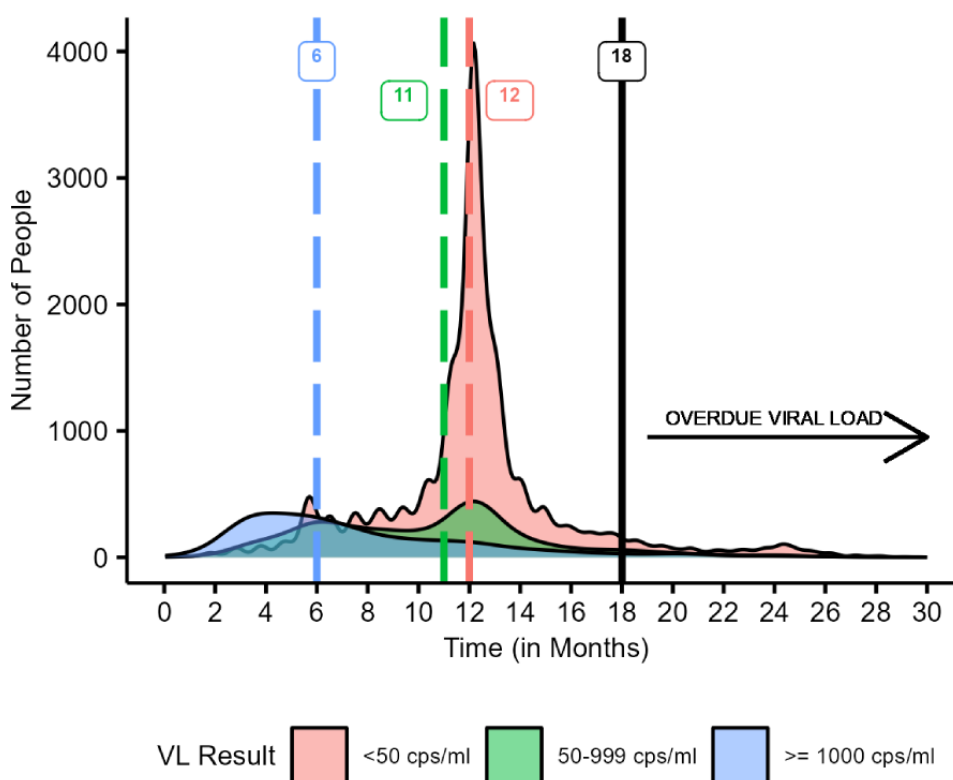 4000
3000
2000
1000
0
Number of People
6
11
12
18
OVERDUE VIRAL LOAD
0 2 4 6 8 10 12 14 16 18 20 22 24 26 28 30
Time (in Months)
VL Result <50 cps/ml 50-999 cps/ml >= 1000 cps/ml